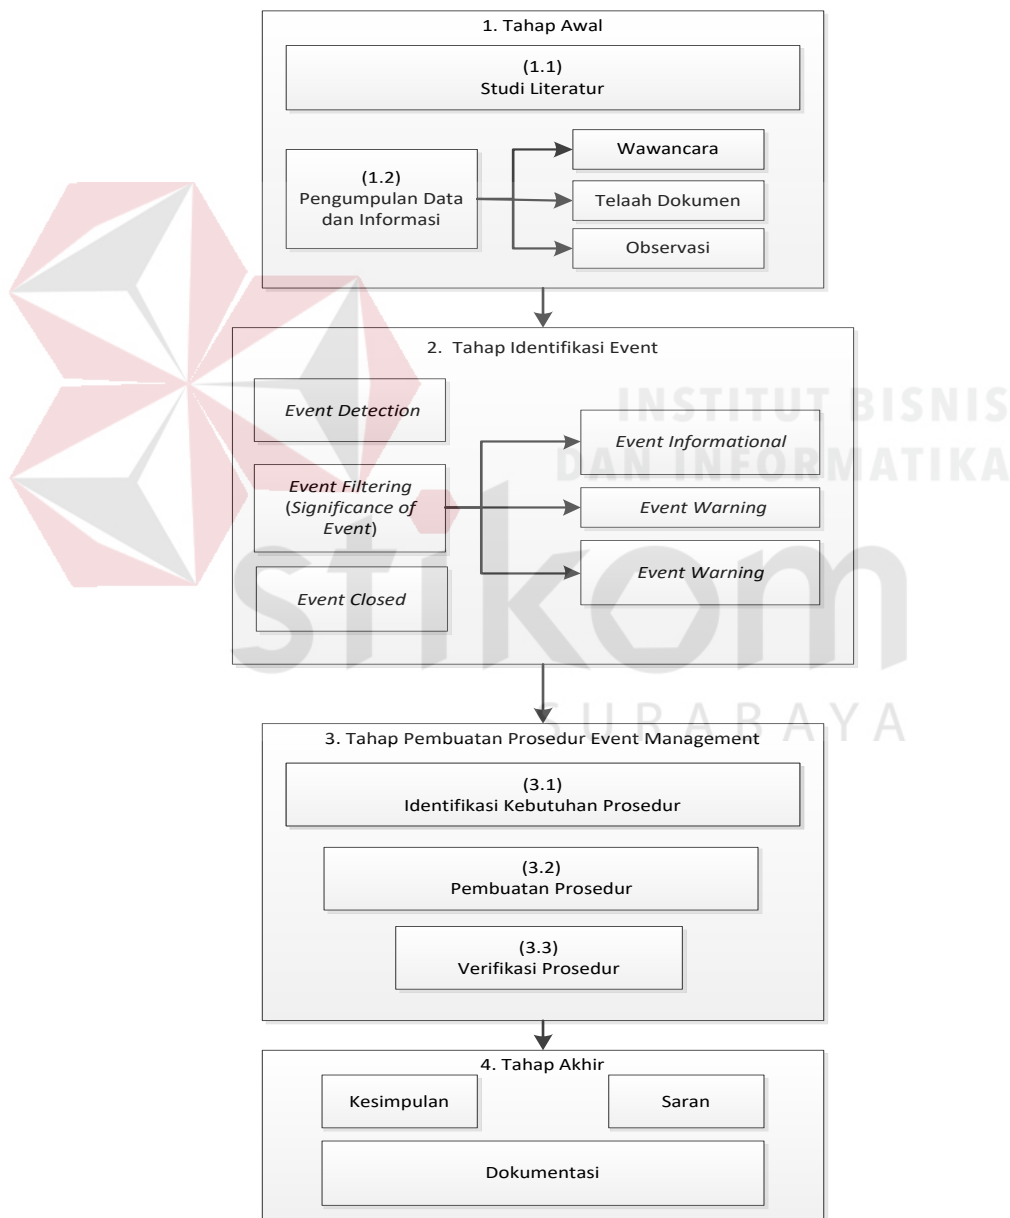 1. Tahap Awal
(1.1)
Studi Literatur
(1.2)
Pengumpulan Data
dan Informasi
Wawancara
Telaah Dokumen
Observasi
2. Tahap Identifikasi Event
Event Detection
Event Filtering
(Significance of
Event)
Event Closed
Event Informational
Event Warning
Event Warning
INSTITUT BISNIS
DAN INFORMATIKA
stikom
SURABAYA
3. Tahap Pembuatan Prosedur Event Management
(3.1)
Identifikasi Kebutuhan Prosedur
(3.2)
Pembuatan Prosedur
(3.3)
Verifikasi Prosedur
4. Tahap Akhir
Kesimpulan
Saran
Dokumentasi